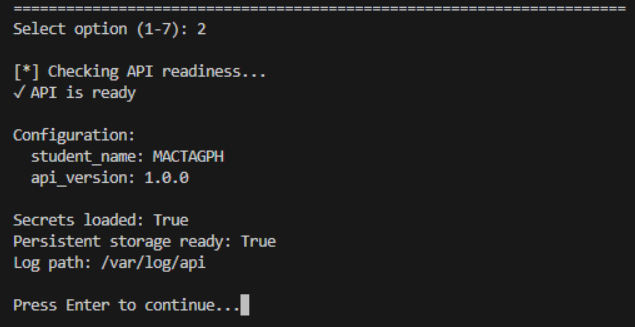 ======================================================================
Select option (1-7): 2
[*] Checking API readiness...
✓ API is ready
Configuration:
  student_name: MACTAGPH
  api_version: 1.0.0
Secrets loaded: True
Persistent storage ready: True
Log path: /var/log/api
Press Enter to continue...